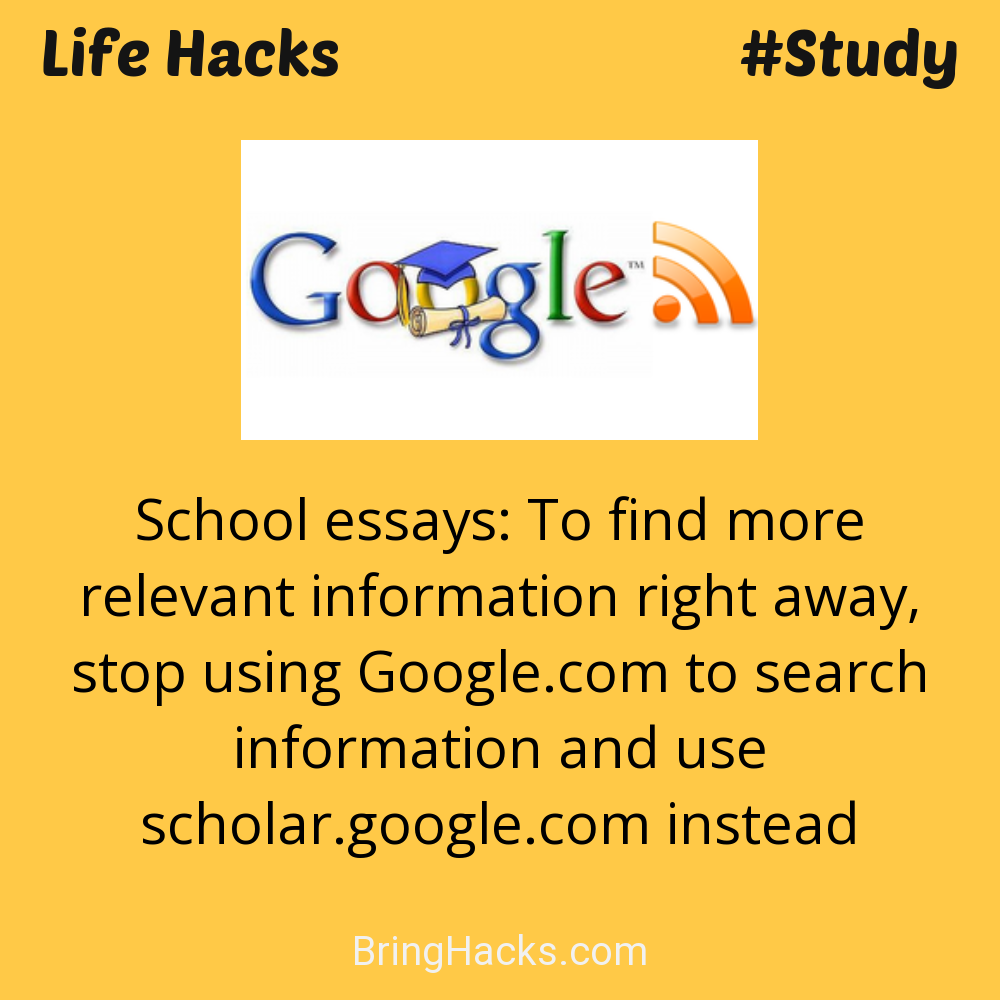 Life Hacks
#Study
Google™
School essays: To find more
relevant information right away,
stop using Google.com to search
information and use
scholar.google.com instead
BringHacks.com